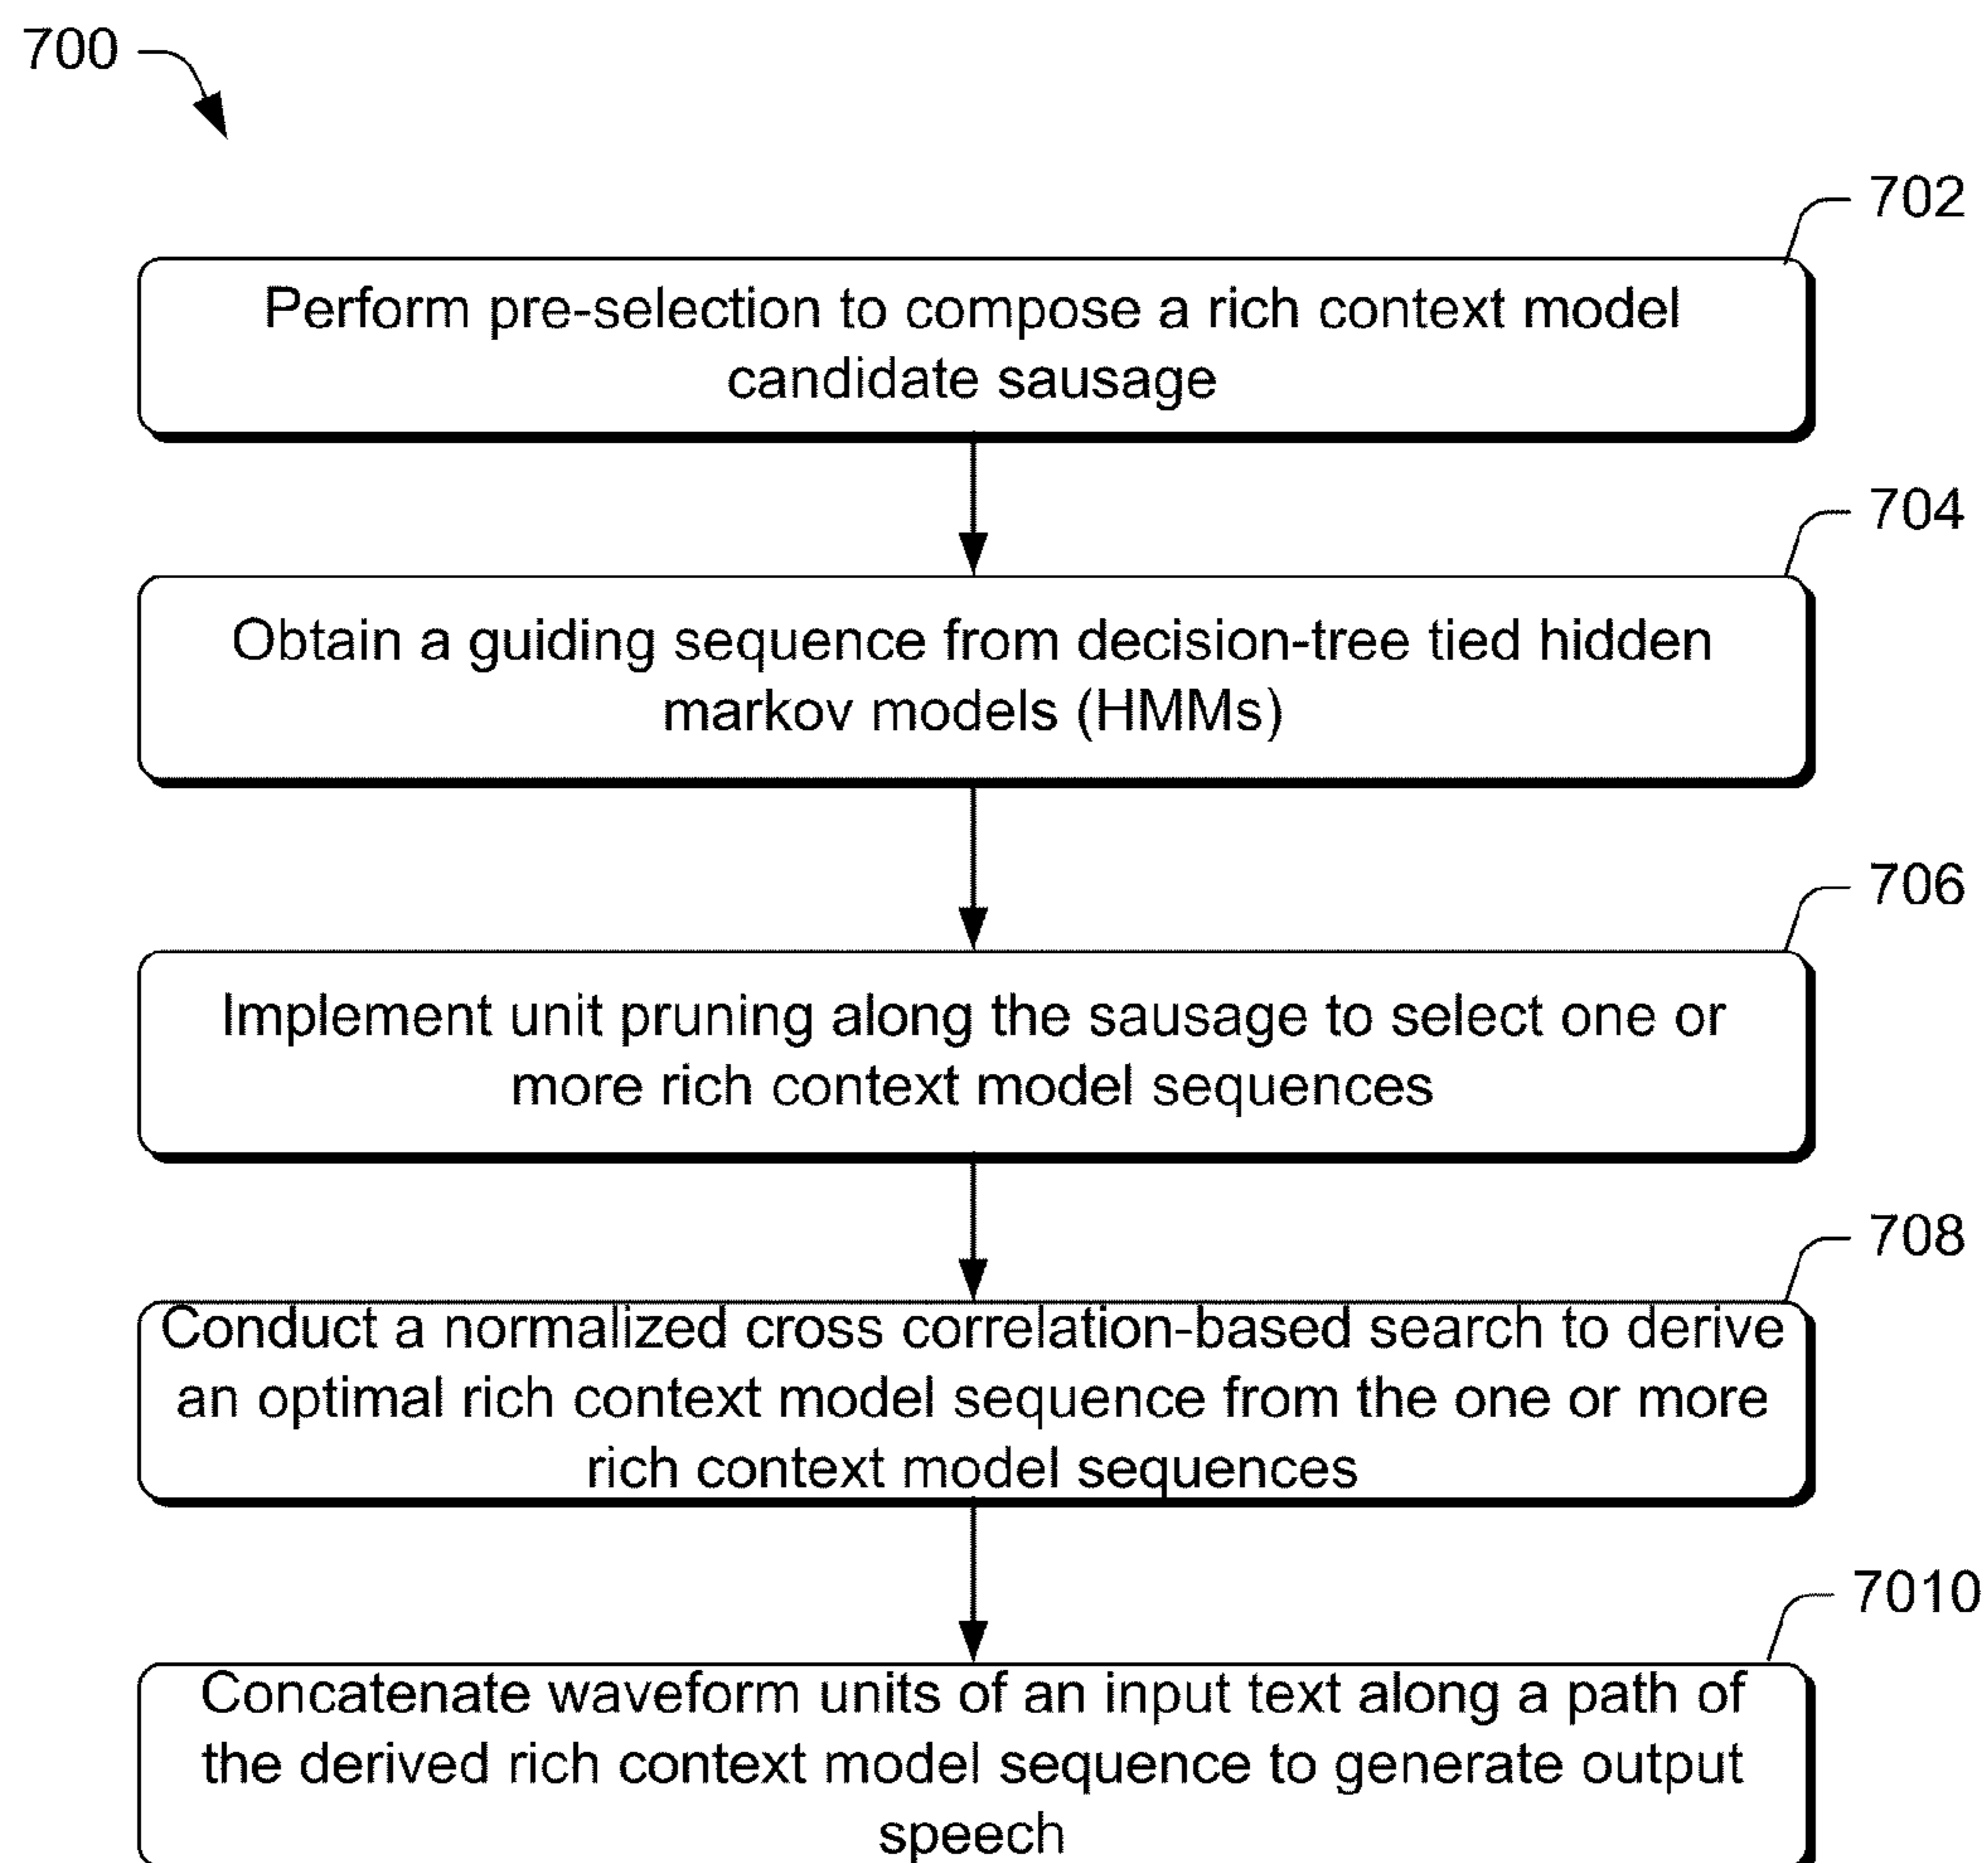 700
702
Perform pre-selection to compose a rich context model
candidate sausage
704
Obtain a guiding sequence from decision-tree tied hidden
markov models (HMMs)
706
Implement unit pruning along the sausage to select one or
more rich context model sequences
708
Conduct a normalized cross correlation-based search to derive
an optimal rich context model sequence from the one or more
rich context model sequences
7010
Concatenate waveform units of an input text along a path of
the derived rich context model sequence to generate output
speech